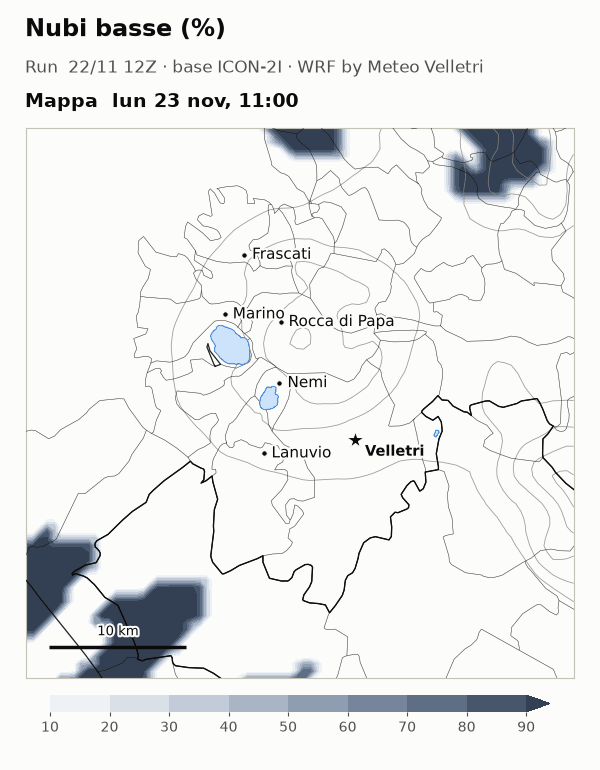 Nubi basse (%)
Run  22/11 12Z · base ICON-2I · WRF by Meteo Velletri
Mappa  lun 23 nov, 11:00
Frascati
Marino
Rocca di Papa
Nemi
Velletri
Lanuvio
10 km
10 20 30 40 50 60 70 80 90